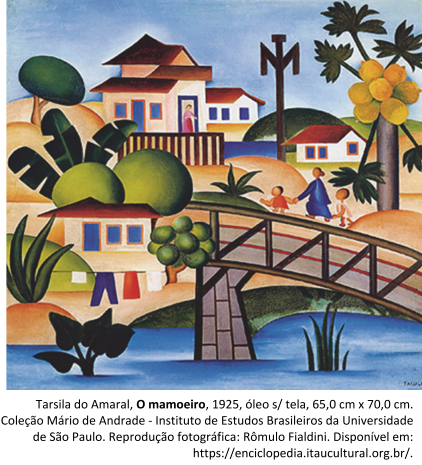 Tarsila do Amaral, O mamoeiro, 1925, óleo s/ tela, 65,0 cm x 70,0 cm.
Coleção Mário de Andrade - Instituto de Estudos Brasileiros da Universidade
de São Paulo. Reprodução fotográfica: Rômulo Fialdini. Disponível em:
https://enciclopedia.itaucultural.org.br/.